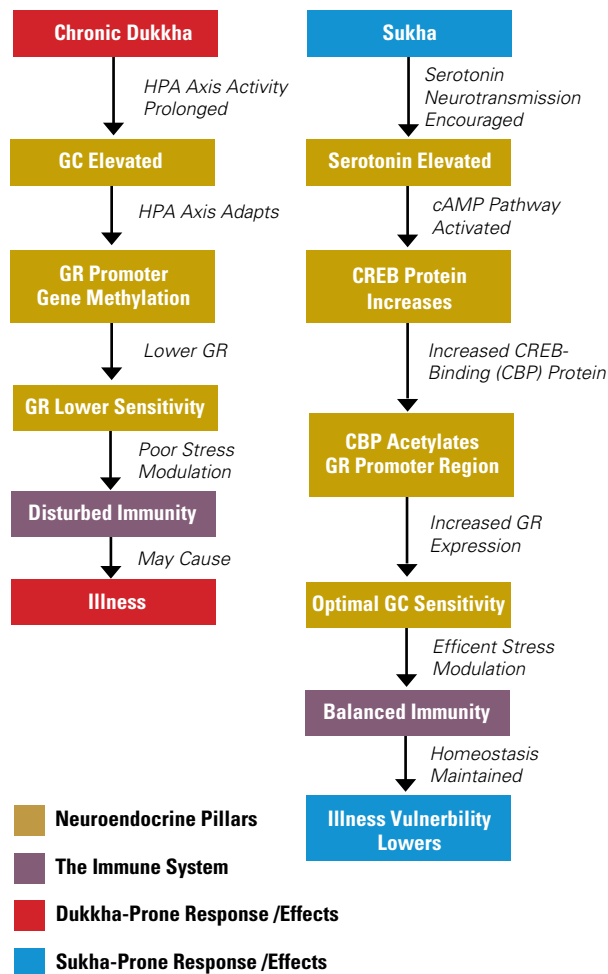 Chronic Dukkha
HPA Axis Activity
Prolonged
GC Elevated
HPA Axis Adapts
GR Promoter
Gene Methylation
Lower GR
GR Lower Sensitivity
Poor Stress
Modulation
Disturbed Immunity
May Cause
Illness
Sukha
Serotonin
Neurotransmission
Encouraged
Serotonin Elevated
cAMP Pathway
Activated
CREB Protein
Increases
Increased CREB-
Binding (CBP) Protein
CBP Acetylates
GR Promoter Region
Increased GR
Expression
Optimal GC Sensitivity
Efficent Stress
Modulation
Balanced Immunity
Homeostasis
Maintained
Illness Vulnerbility
Lowers
Neuroendocrine Pillars
The Immune System
Dukkha-Prone Response /Effects
Sukha-Prone Response /Effects